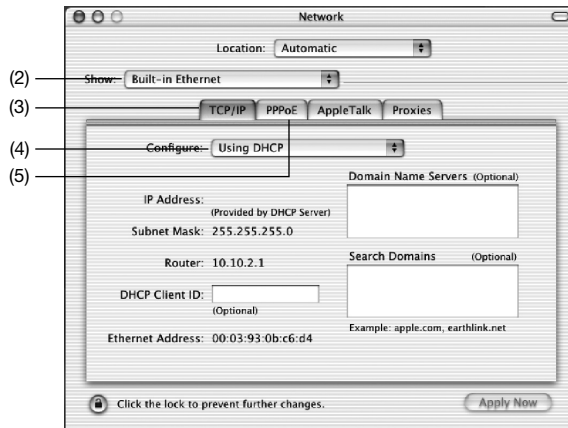 Network
Location: Automatic
(2) Show: Built-in Ethernet
(3) TCP/IP PPPoE AppleTalk Proxies
(4) Configure: Using DHCP
(5)
Domain Name Servers (Optional)
IP Address:
(Provided by DHCP Server)
Subnet Mask: 255.255.255.0
Router: 10.10.2.1
Search Domains (Optional)
DHCP Client ID:
(Optional)
Example: apple.com, earthlink.net
Ethernet Address: 00:03:93:0b:c6:d4
Click the lock to prevent further changes.
Apply Now